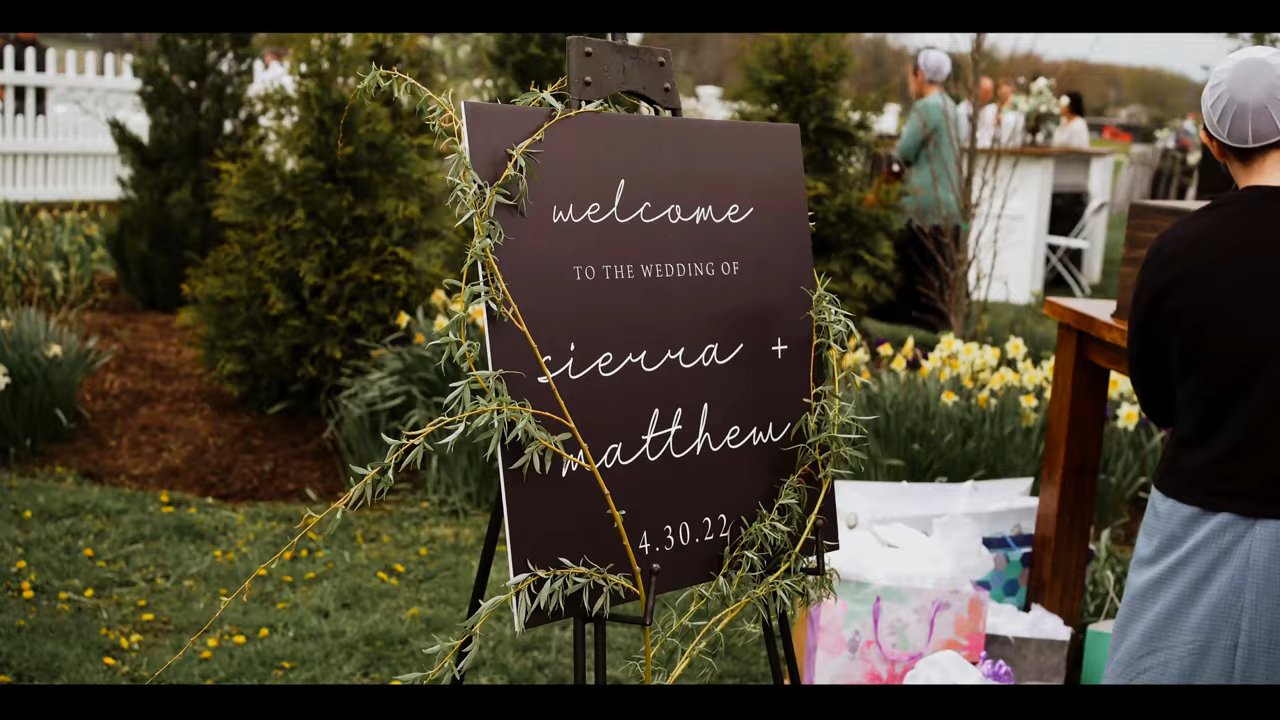 welcome
TO THE WEDDING OF
sierra +
matthew
4.30.22